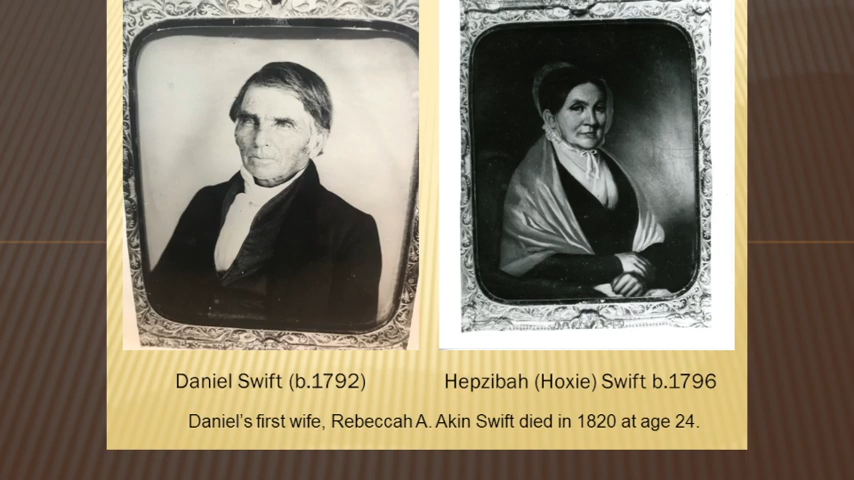 Daniel Swift (b.1792)
Hepzibah (Hoxie) Swift b.1796
Daniel's first wife, Rebeccah A. Akin Swift died in 1820 at age 24.